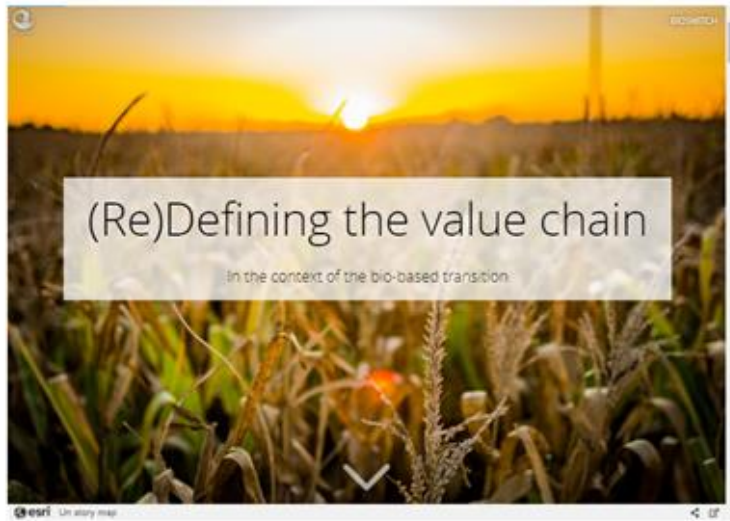 BIOSWITCH
(Re)Defining the value chain
In the context of the bio-based transition
esri Un story map